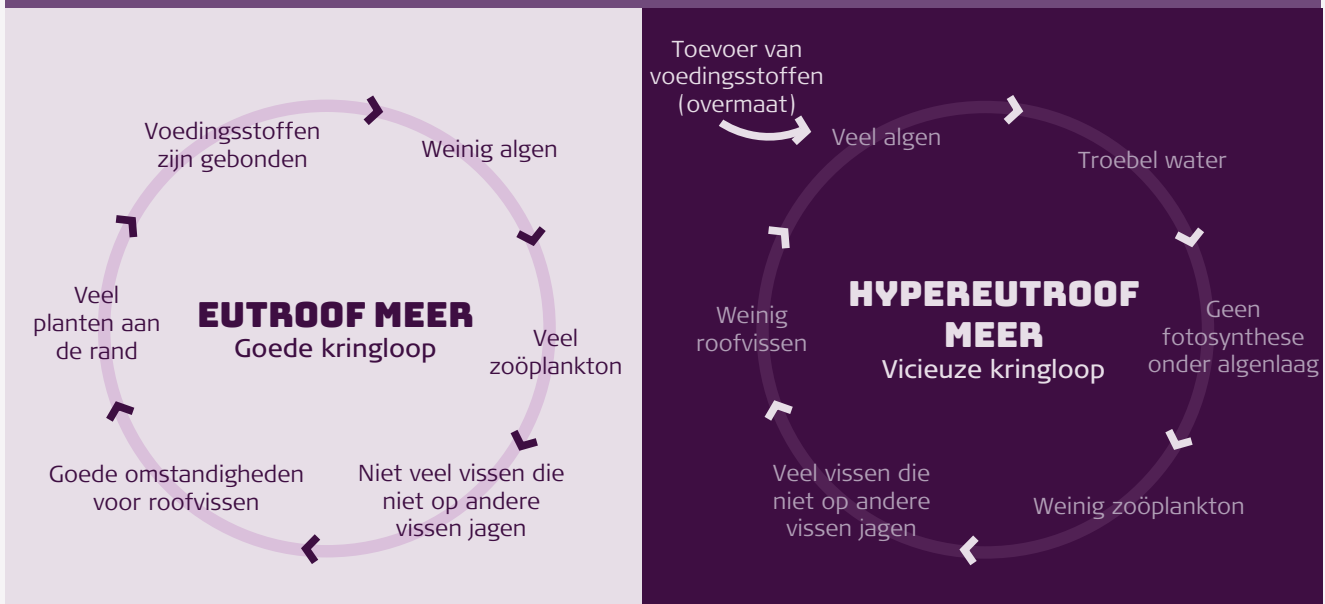 Voedingsstoffen
zijn gebonden
Weinig algen
Veel
zoöplankton
Niet veel vissen die
niet op andere
vissen jagen
Goede omstandigheden
voor roofvissen
Veel
planten aan
de rand
EUTROOF MEER
Goede kringloop
Toevoer van
voedingsstoffen
(overmaat)
Veel algen
Troebel water
Geen
fotosynthese
onder algenlaag
Weinig zoöplankton
Veel vissen die
niet op andere
vissen jagen
Weinig
roofvissen
HYPEREUTROOF
MEER
Vicieuze kringloop